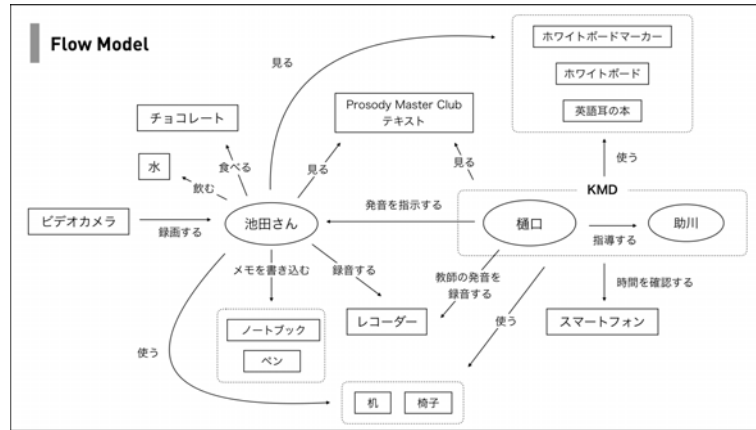 Flow Model
ホワイトボードマーカー
ホワイトボード
英語耳の本
見る
チョコレート
Prosody Master Club
テキスト
水
食べる
見る
見る
使う
飲む
KMD
ビデオカメラ
録画する
池田さん
発音を指示する
樋口
指導する
助川
メモを書き込む
録音する
教師の発音を
録音する
時間を確認する
ノートブック
ペン
レコーダー
使う
スマートフォン
使う
机
椅子